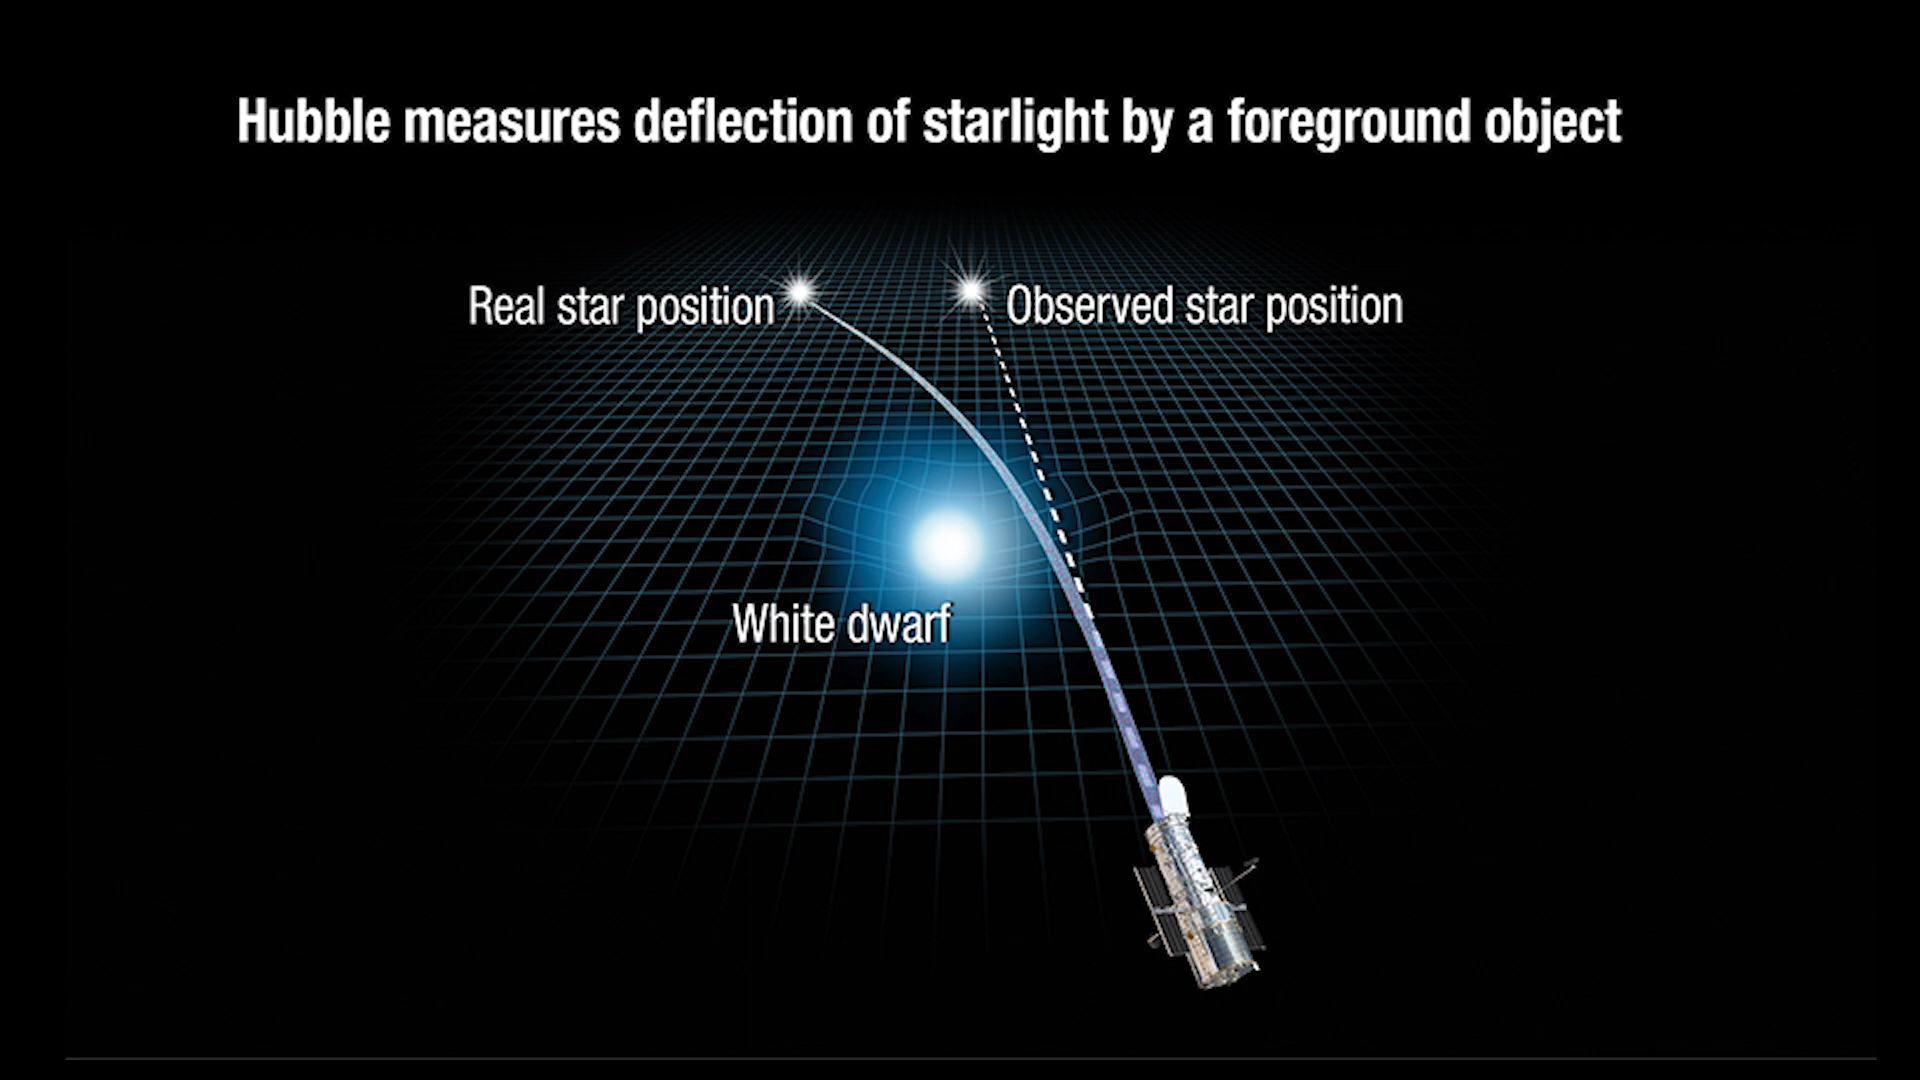 Hubble measures deflection of starlight by a foreground object
Real star position
Observed star position
White dwarf